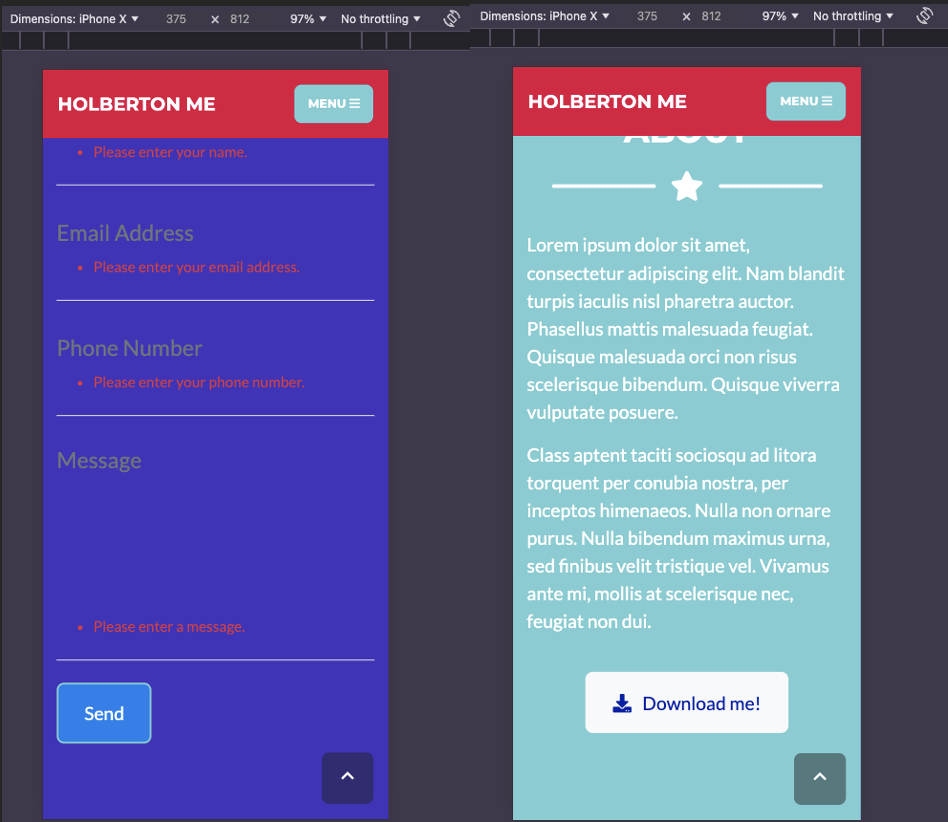 Dimensions: iPhone X ▼ 375 × 812 97% ▼ No throttling ▼
HOLBERTON ME
MENU ☰
• Please enter your name.
Email Address
• Please enter your email address.
Phone Number
• Please enter your phone number.
Message
• Please enter a message.
Send
Dimensions: iPhone X ▼ 375 × 812 97% ▼ No throttling ▼
HOLBERTON ME
MENU ☰
ABOUT
Lorem ipsum dolor sit amet,
consectetur adipiscing elit. Nam blandit
turpis iaculis nisl pharetra auctor.
Phasellus mattis malesuada feugiat.
Quisque malesuada orci non risus
scelerisque bibendum. Quisque viverra
vulputate posuere.
Class aptent taciti sociosqu ad litora
torquent per conubia nostra, per
inceptos himenaeos. Nulla non ornare
purus. Nulla bibendum maximus urna,
sed finibus velit tristique vel. Vivamus
ante mi, mollis at scelerisque nec,
feugiat non dui.
Download me!